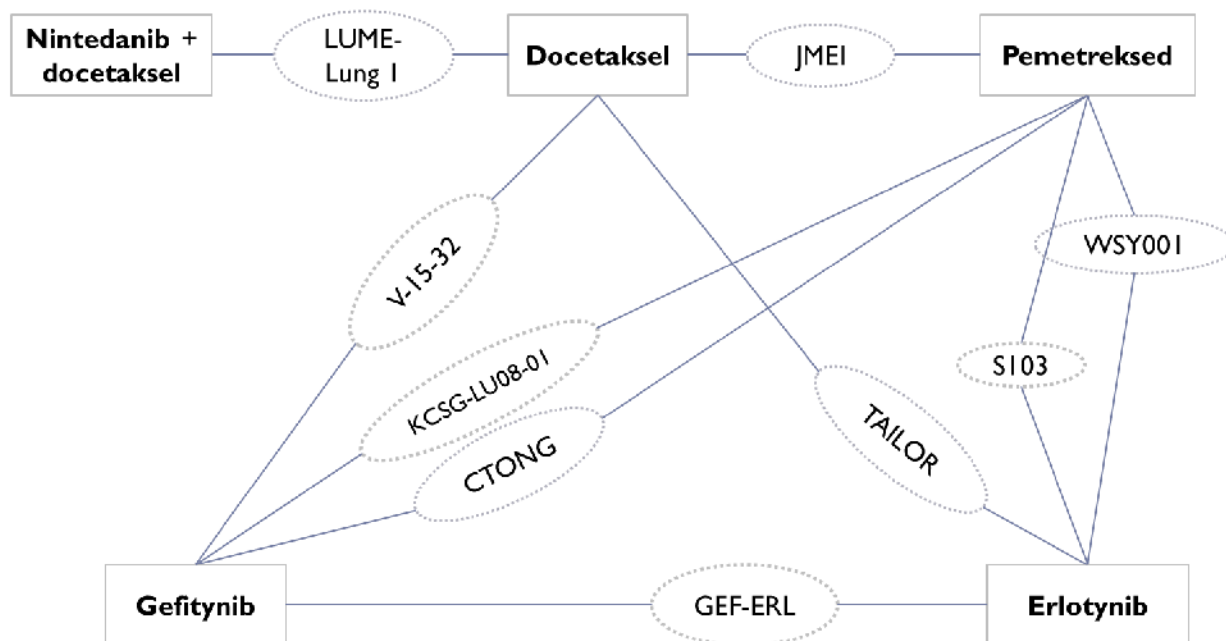 Nintedanib +
docetaksel
LUME-
Lung 1
Docetaksel
JMEI
Pemetreksed
V-15-32
KCSG-LU08-01
CTONG
TAILOR
S103
WSY001
Gefitynib
GEF-ERL
Erlotynib